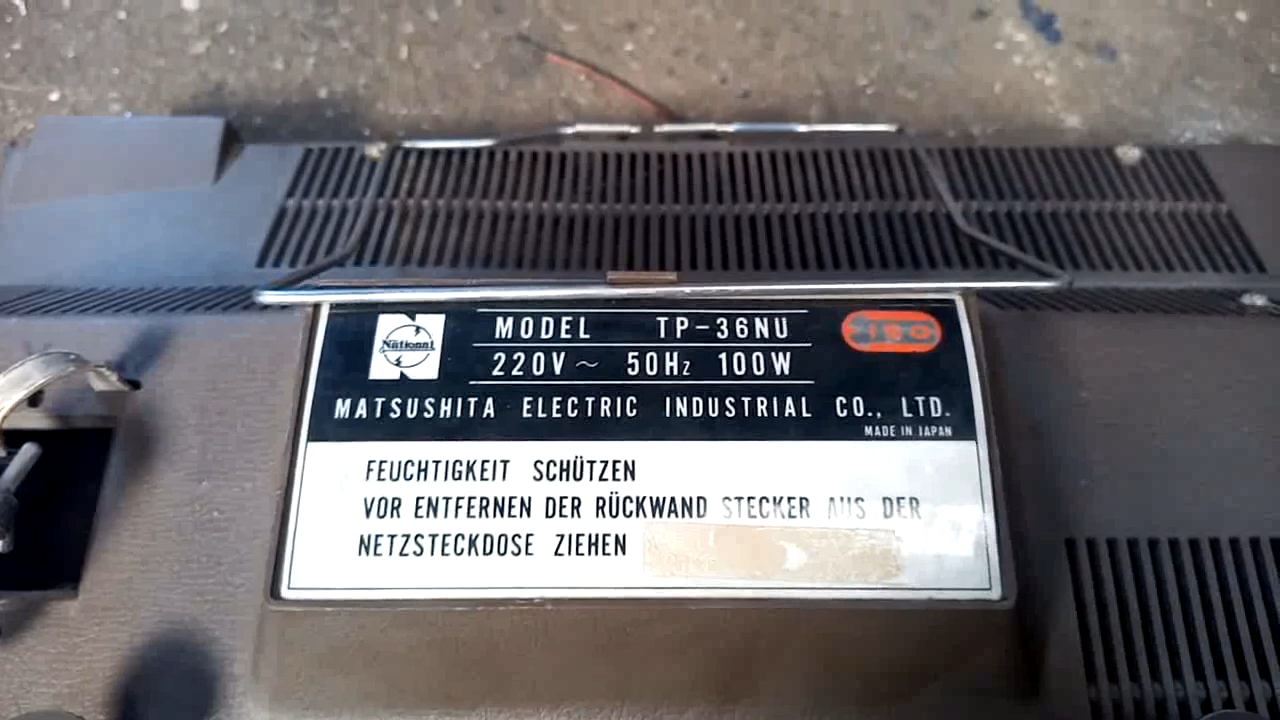 National
MODEL TP-36NU
220V~ 50Hz 100W
MATSUSHITA ELECTRIC INDUSTRIAL CO., LTD.
MADE IN JAPAN
FEUCHTIGKEIT SCHÜTZEN
VOR ENTFERNEN DER RÜCKWAND STECKER AUS DER
NETZSTECKDOSE ZIEHEN